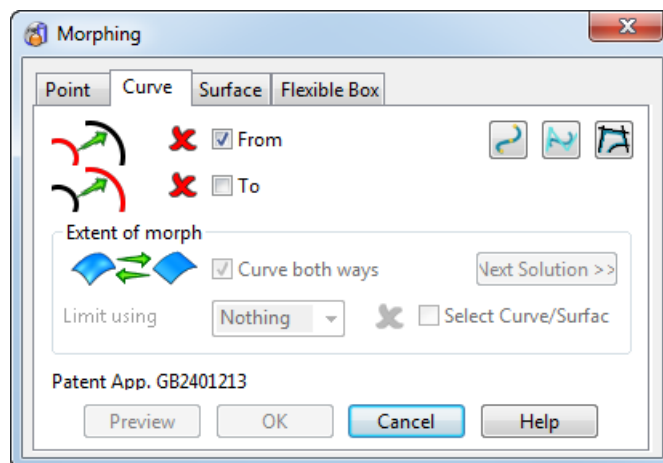 Morphing
Point Curve Surface Flexible Box
From
To
Extent of morph
Curve both ways Next Solution >>
Limit using Nothing Select Curve/Surfac
Patent App. GB2401213
Preview OK Cancel Help